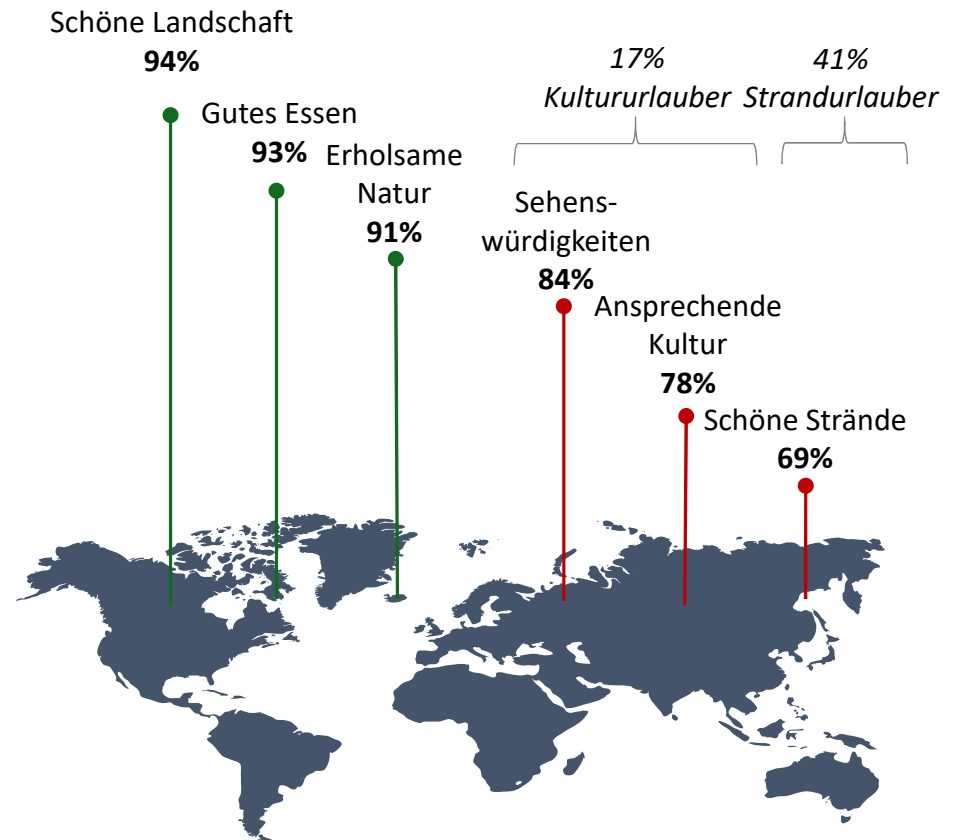 Schöne Landschaft
94%
Gutes Essen
93%
Erholsame
Natur
91%
17%
Kultururlauber
41%
Strandurlauber
Sehens-
würdigkeiten
84%
Ansprechende
Kultur
78%
Schöne Strände
69%